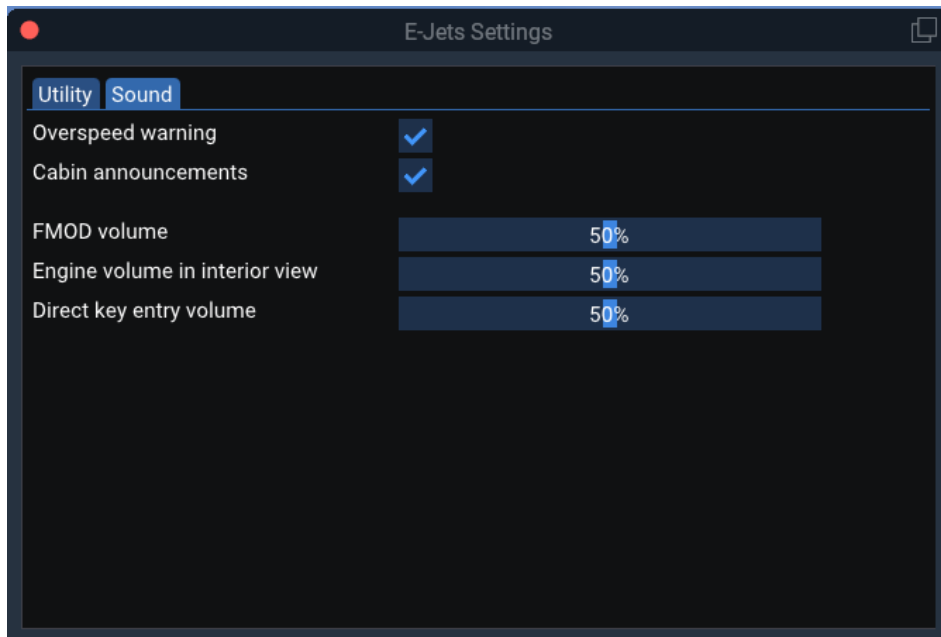 E-Jets Settings
Utility Sound
Overspeed warning
Cabin announcements
FMOD volume 50%
Engine volume in interior view 50%
Direct key entry volume 50%